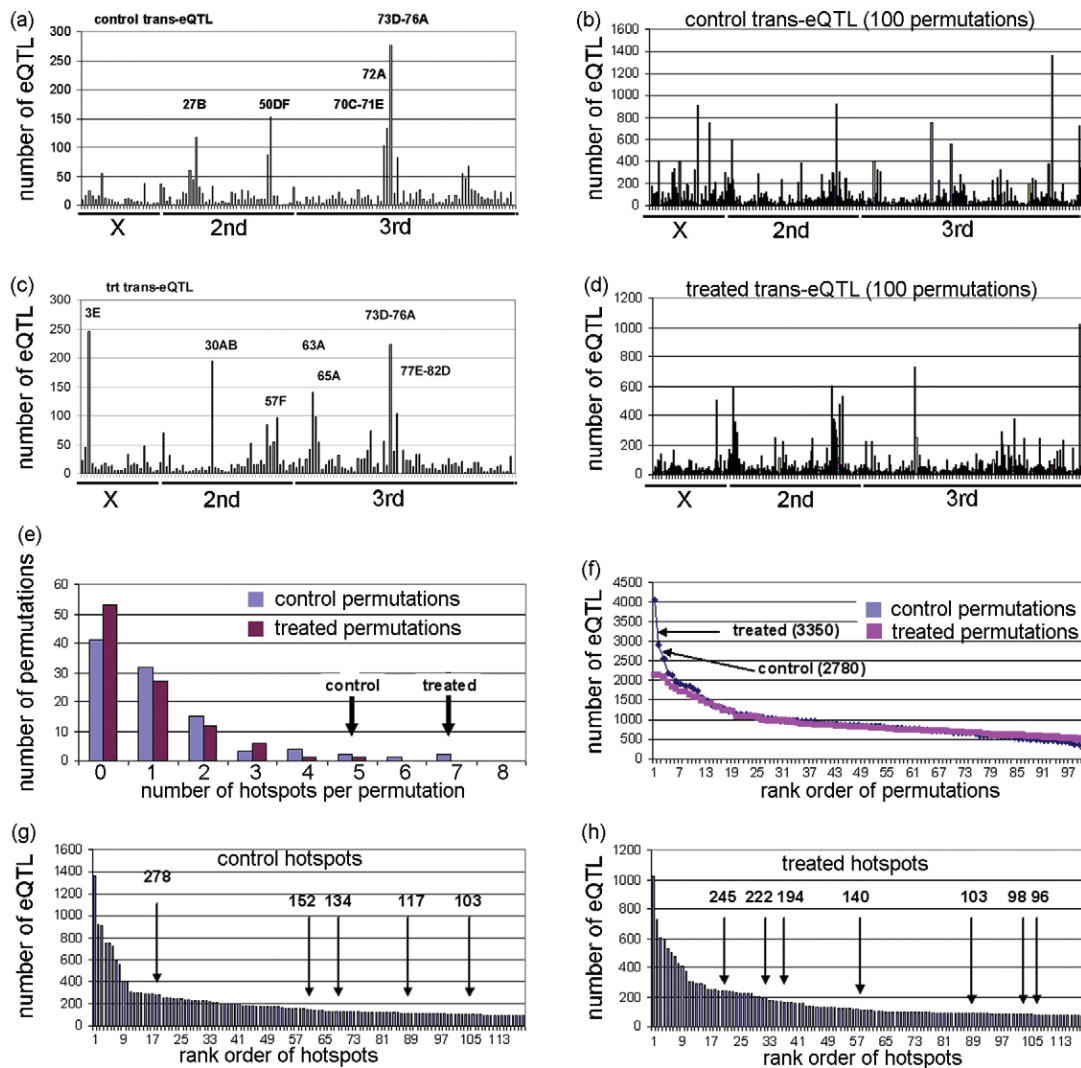 (a)
control trans-eQTL
73D-76A
number of eQTL
300
250
200
150
100
50
0
27B
50DF
70C-71E
72A
X
2nd
3rd
(b)
control trans-eQTL (100 permutations)
number of eQTL
1600
1400
1200
1000
800
600
400
200
0
X
2nd
3rd
(c)
trt trans-eQTL
number of eQTL
300
250
200
150
100
50
0
3E
30AB
57F
63A
65A
73D-76A
77E-82D
X
2nd
3rd
(d)
treated trans-eQTL (100 permutations)
number of eQTL
1200
1000
800
600
400
200
0
X
2nd
3rd
(e)
number of permutations
60
50
40
30
20
10
0
control permutations
treated permutations
control
treated
0 1 2 3 4 5 6 7 8
number of hotspots per permutation
(f)
number of eQTL
4500
4000
3500
3000
2500
2000
1500
1000
500
0
control permutations
treated permutations
treated (3350)
control (2780)
1 7 13 19 25 31 37 43 49 55 61 67 73 79 85 91 97
rank order of permutations
(g)
control hotspots
number of eQTL
1600
1400
1200
1000
800
600
400
200
0
278 152 134 117 103
1 9 17 25 33 41 49 57 65 73 81 89 97 105 113
rank order of hotspots
(h)
treated hotspots
number of eQTL
1200
1000
800
600
400
200
0
245 222 194 140 103 98 96
1 9 17 21 33 41 49 57 65 73 81 89 97 105 113
rank order of hotspots